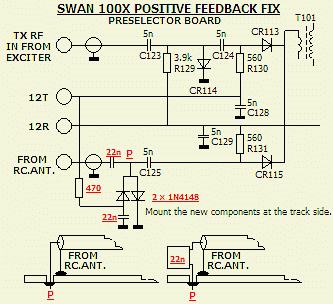 SWAN 100X POSITIVE FEEDBACK FIX
PRESELECTOR BOARD
T101
TX RF
IN FROM
EXCITER
5n
C123
5n
C124
CR113
3.9k
R129
560
R130
CR114
12T
5n
C128
12R
5n
C129
560
R131
FROM
RC.ANT.
22n
P
5n
C125
CR115
470
2 x 1N4148
22n
Mount the new components at the track side.
FROM
RC.ANT.
P
22n
FROM
RC.ANT.
P